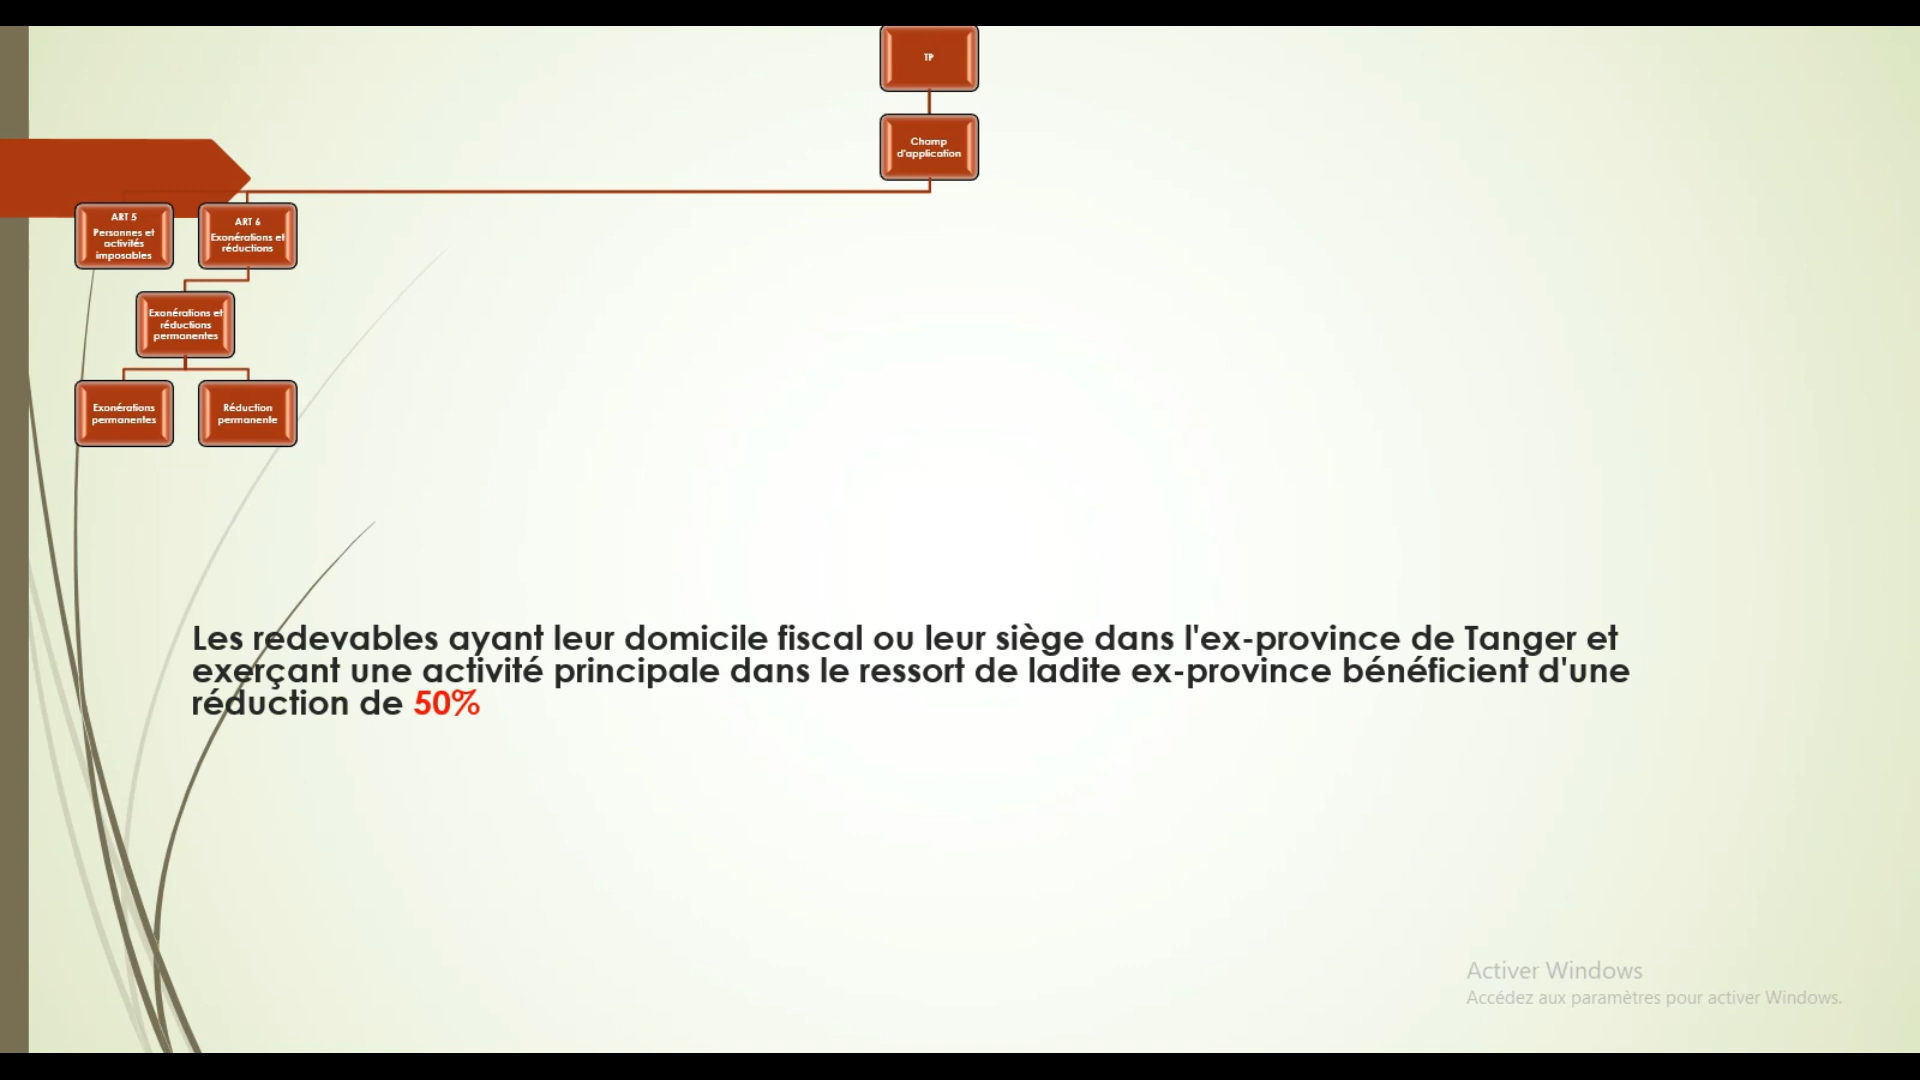 TP
Champ
d'application
ART 5
Personnes et
activités
imposables
ART 6
Exonérations et
réductions
Exonérations et
réductions
permanentes
Exonérations
permanentes
Réduction
permanente
Les redevables ayant leur domicile fiscal ou leur siège dans l'ex-province de Tanger et
exerçant une activité principale dans le ressort de ladite ex-province bénéficient d'une
réduction de 50%
Activer Windows
Accédez aux paramètres pour activer Windows.